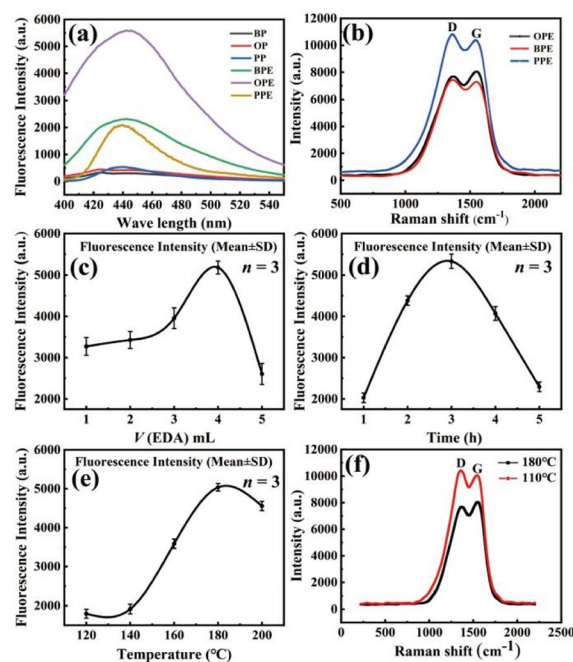 (a)
BP
OP
PP
BPE
OPE
PPE
Fluorescence Intensity (a.u.)
6000
5000
4000
3000
2000
1000
0
400 420 440 460 480 500 520 540
Wave length (nm)
(b)
D G
OPE
BPE
PPE
Intensity (a.u.)
12000
10000
8000
6000
4000
2000
0
500 1000 1500 2000
Raman shift (cm-1)
Fluorescence Intensity (Mean±SD)
(c)
n = 3
Fluorescence Intensity (a.u.)
6000
5000
4000
3000
2000
1 2 3 4 5
V (EDA) mL
Fluorescence Intensity (Mean±SD)
(d)
n = 3
Fluorescence Intensity (a.u.)
6000
5000
4000
3000
2000
1 2 3 4 5
Time (h)
Fluorescence Intensity (Mean±SD)
(e)
n = 3
Fluorescence Intensity (a.u.)
6000
5000
4000
3000
2000
120 140 160 180 200
Temperature (℃)
(f)
D G
180℃
110℃
Intensity (a.u.)
12000
10000
8000
6000
4000
2000
0
0 500 1000 1500 2000
Raman shift (cm-1)